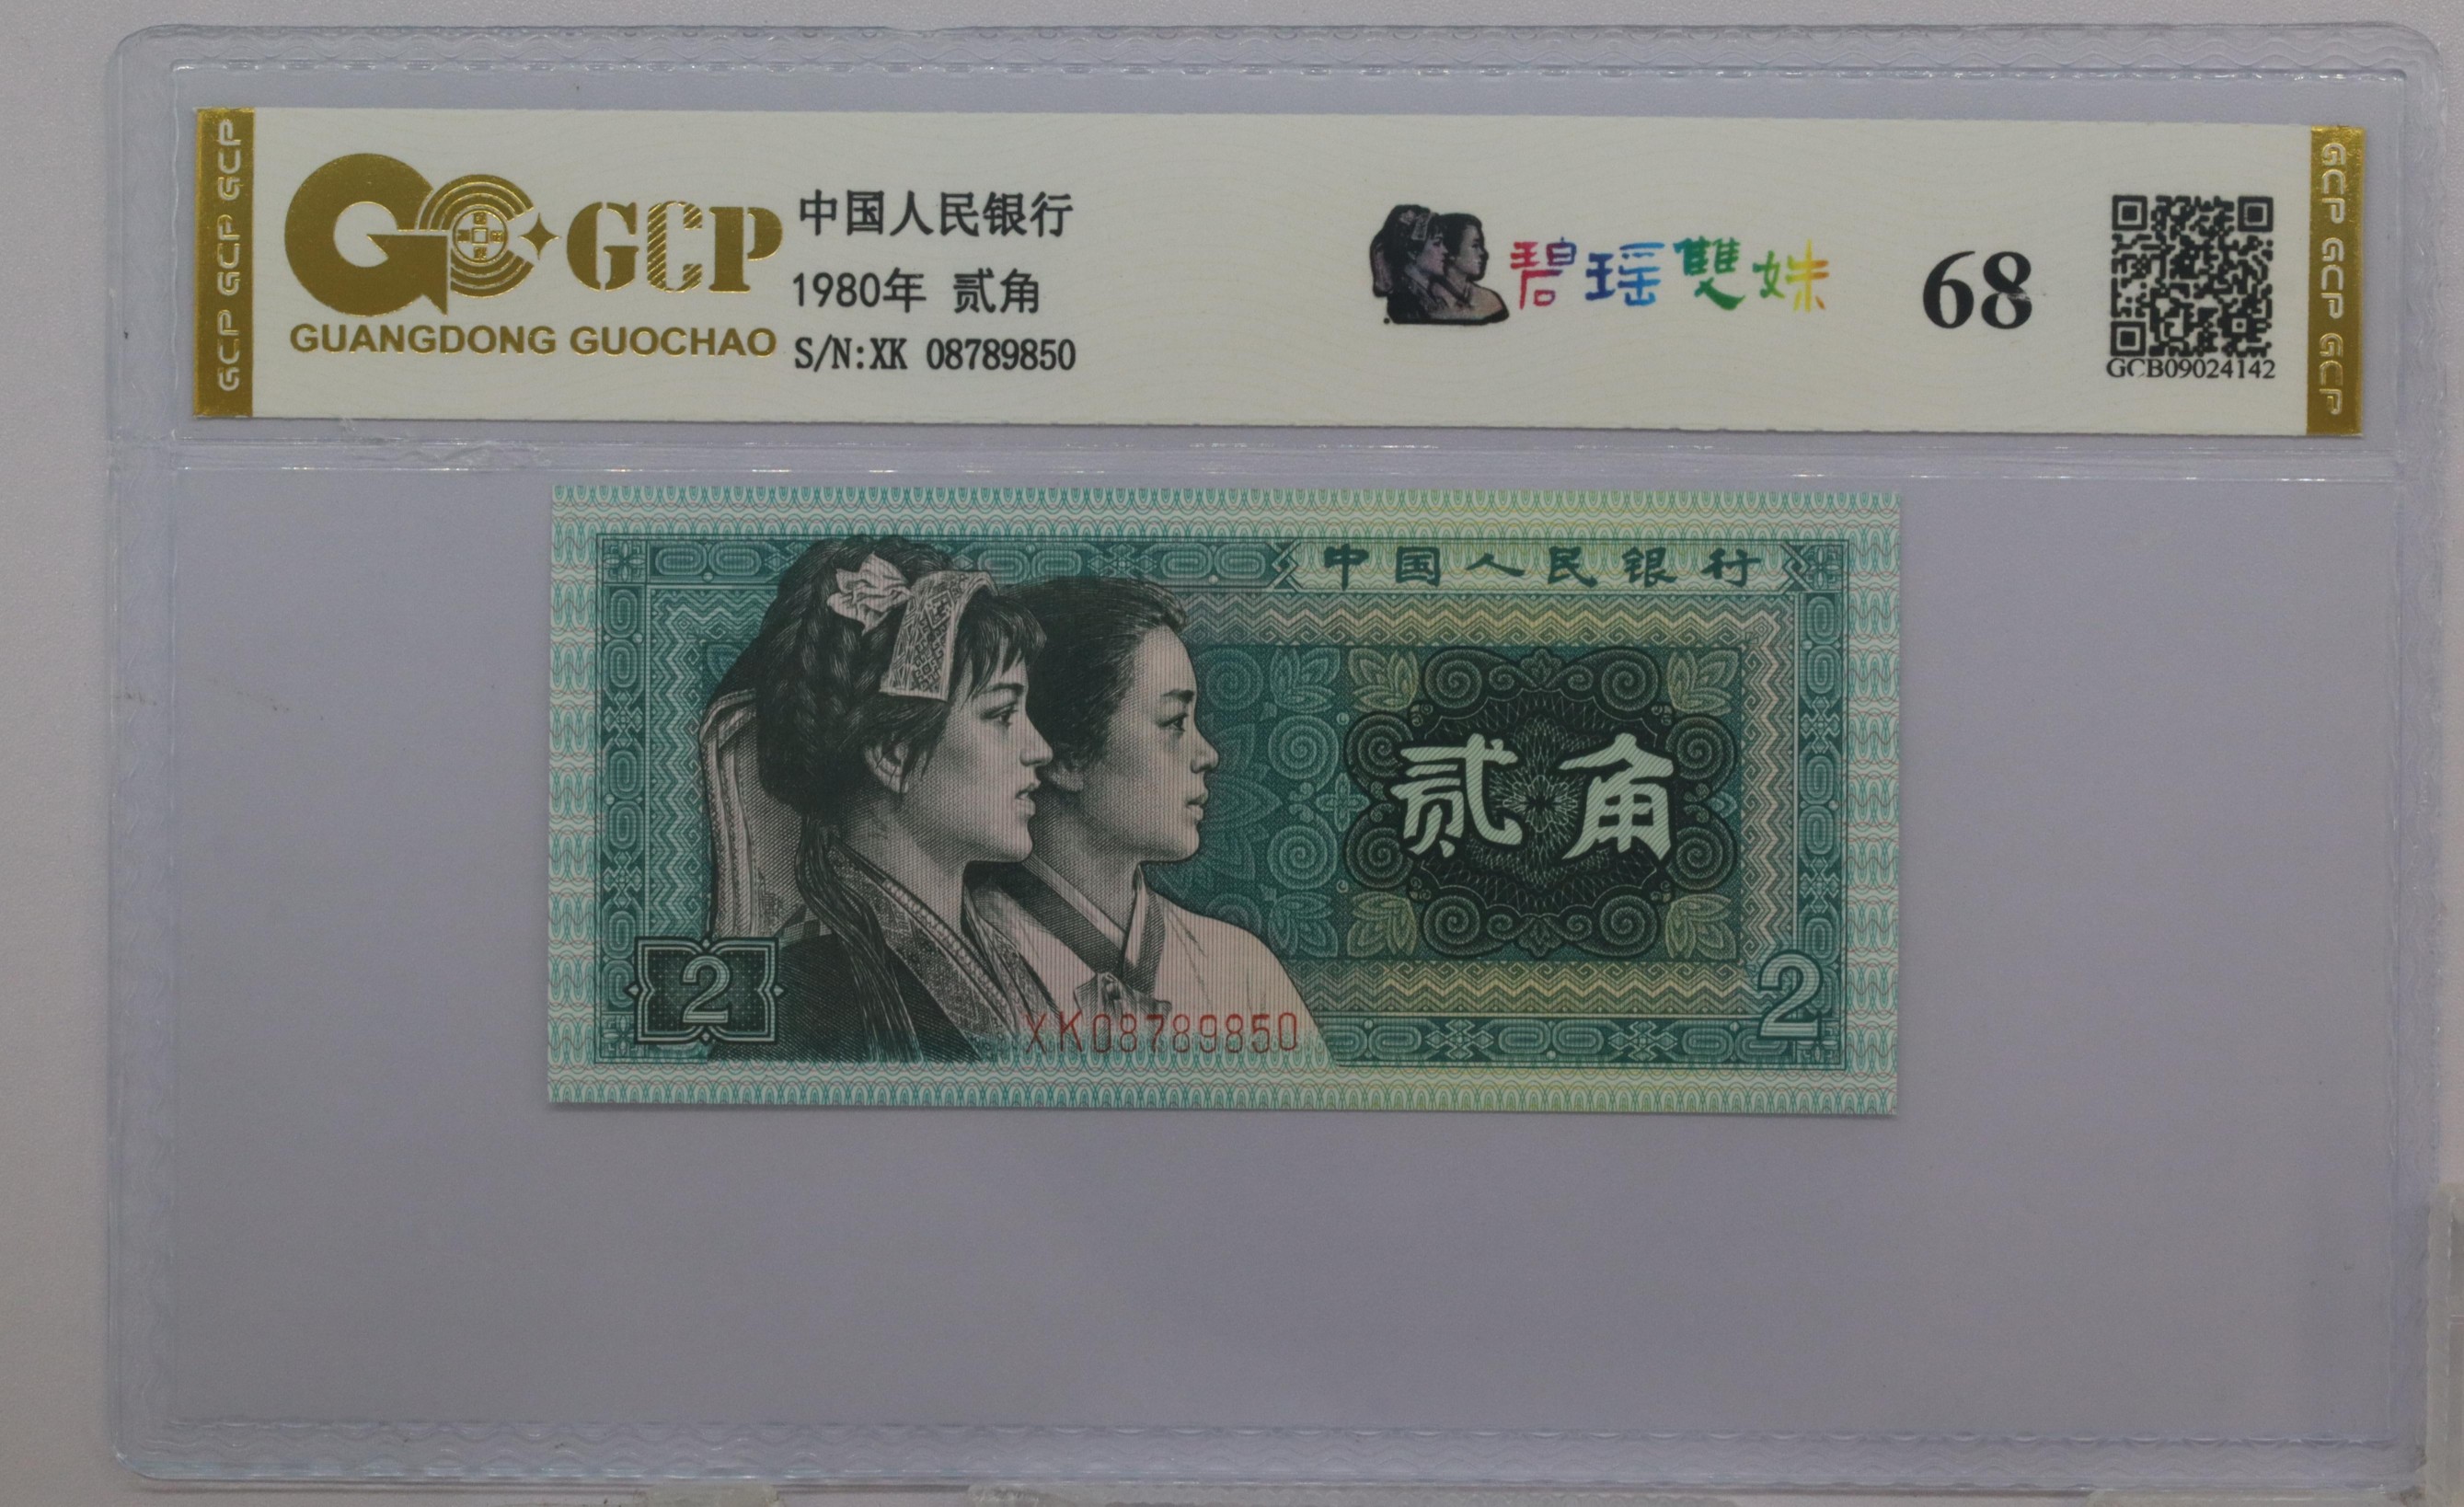 GCP GCP GCP
GCP
GUANGDONG GUOCHAO
中国人民银行
1980年 贰角
S/N:XK 08789850
碧瑶雙姝
68
GCB09024142
GCP GCP GCP
中国人民银行
贰角
2
2
XK08789850